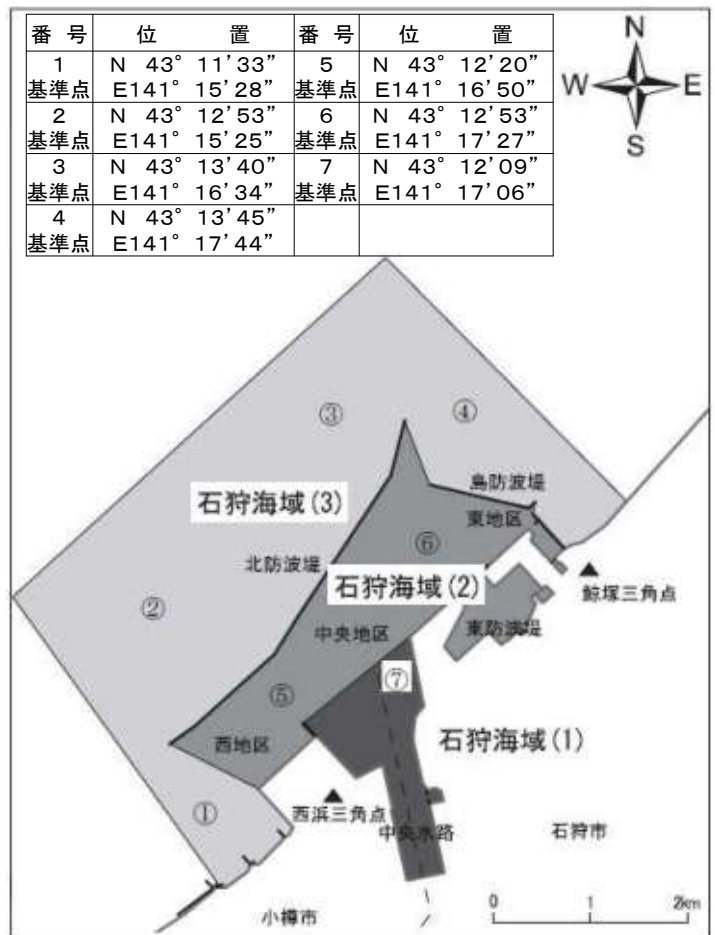 番 号 位 置 番 号 位 置
1 基準点 N 43° 11'33” E141° 15'28” 5 基準点 N 43° 12'20” E141° 16'50”
2 基準点 N 43° 12'53” E141° 15'25” 6 基準点 N 43° 12'53” E141° 17'27”
3 基準点 N 43° 13'40” E141° 16'34” 7 基準点 N 43° 12'09” E141° 17'06”
4 基準点 N 43° 13'45” E141° 17'44”
N
W E
S
③
④
島防波堤
石狩海域(3)
東地区
⑥
北防波堤
石狩海域(2)
鯨塚三角点
②
中央地区
東防波堤
⑦
⑤
西地区
石狩海域(1)
①
西浜三角点
中央水路
石狩市
小樽市
0 1 2km